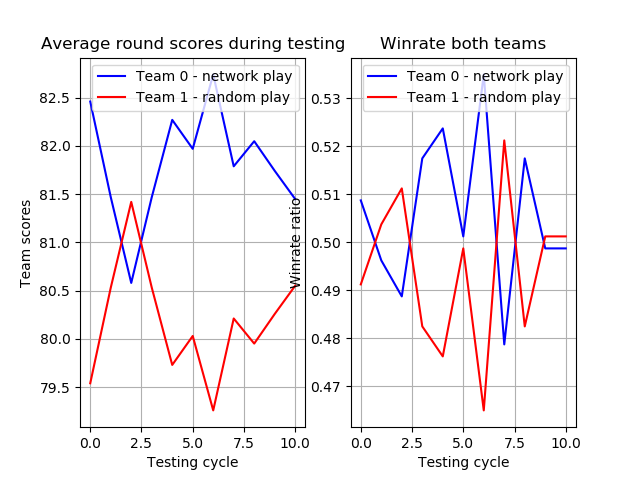 Average round scores during testing
Team 0 - network play
Team 1 - random play
82.5
82.0
81.5
81.0
80.5
80.0
79.5
Team scores
0.0 2.5 5.0 7.5 10.0
Testing cycle
Winrate both teams
Team 0 - network play
Team 1 - random play
0.53
0.52
0.51
0.50
0.49
0.48
0.47
Winrate ratio
0.0 2.5 5.0 7.5 10.0
Testing cycle